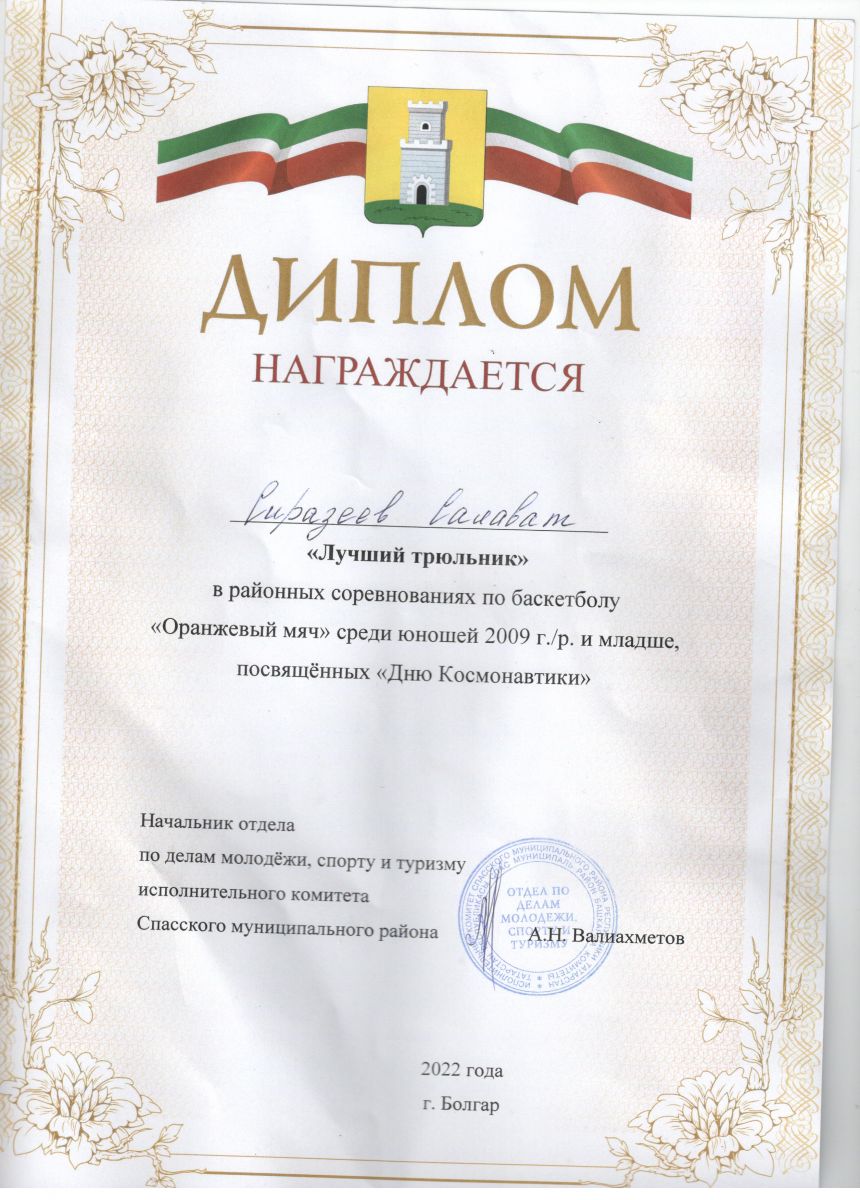 ДИПЛОМ
НАГРАЖДАЕТСЯ
Сиразеев Салават
«Лучший трюльник»
в районных соревнованиях по баскетболу
«Оранжевый мяч» среди юношей 2009 г./р. и младше,
посвящённых «Дню Космонавтики»
Начальник отдела
по делам молодёжи, спорту и туризму
исполнительного комитета
Спасского муниципального района
А.Н. Валиахметов
ОТДЕЛ ПО
ДЕЛАМ
МОЛОДЕЖИ,
СПОРТУ И
ТУРИЗМУ
2022 года
г. Болгар